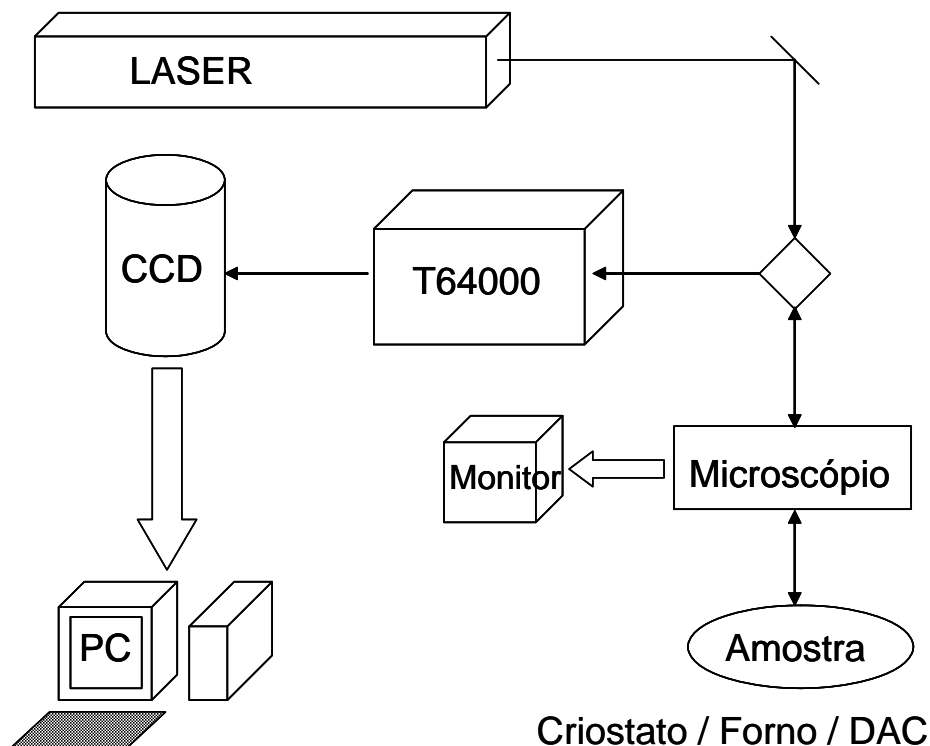 LASER
CCD
T64000
Monitor
Microscópio
PC
Amostra
Criostato / Forno / DAC